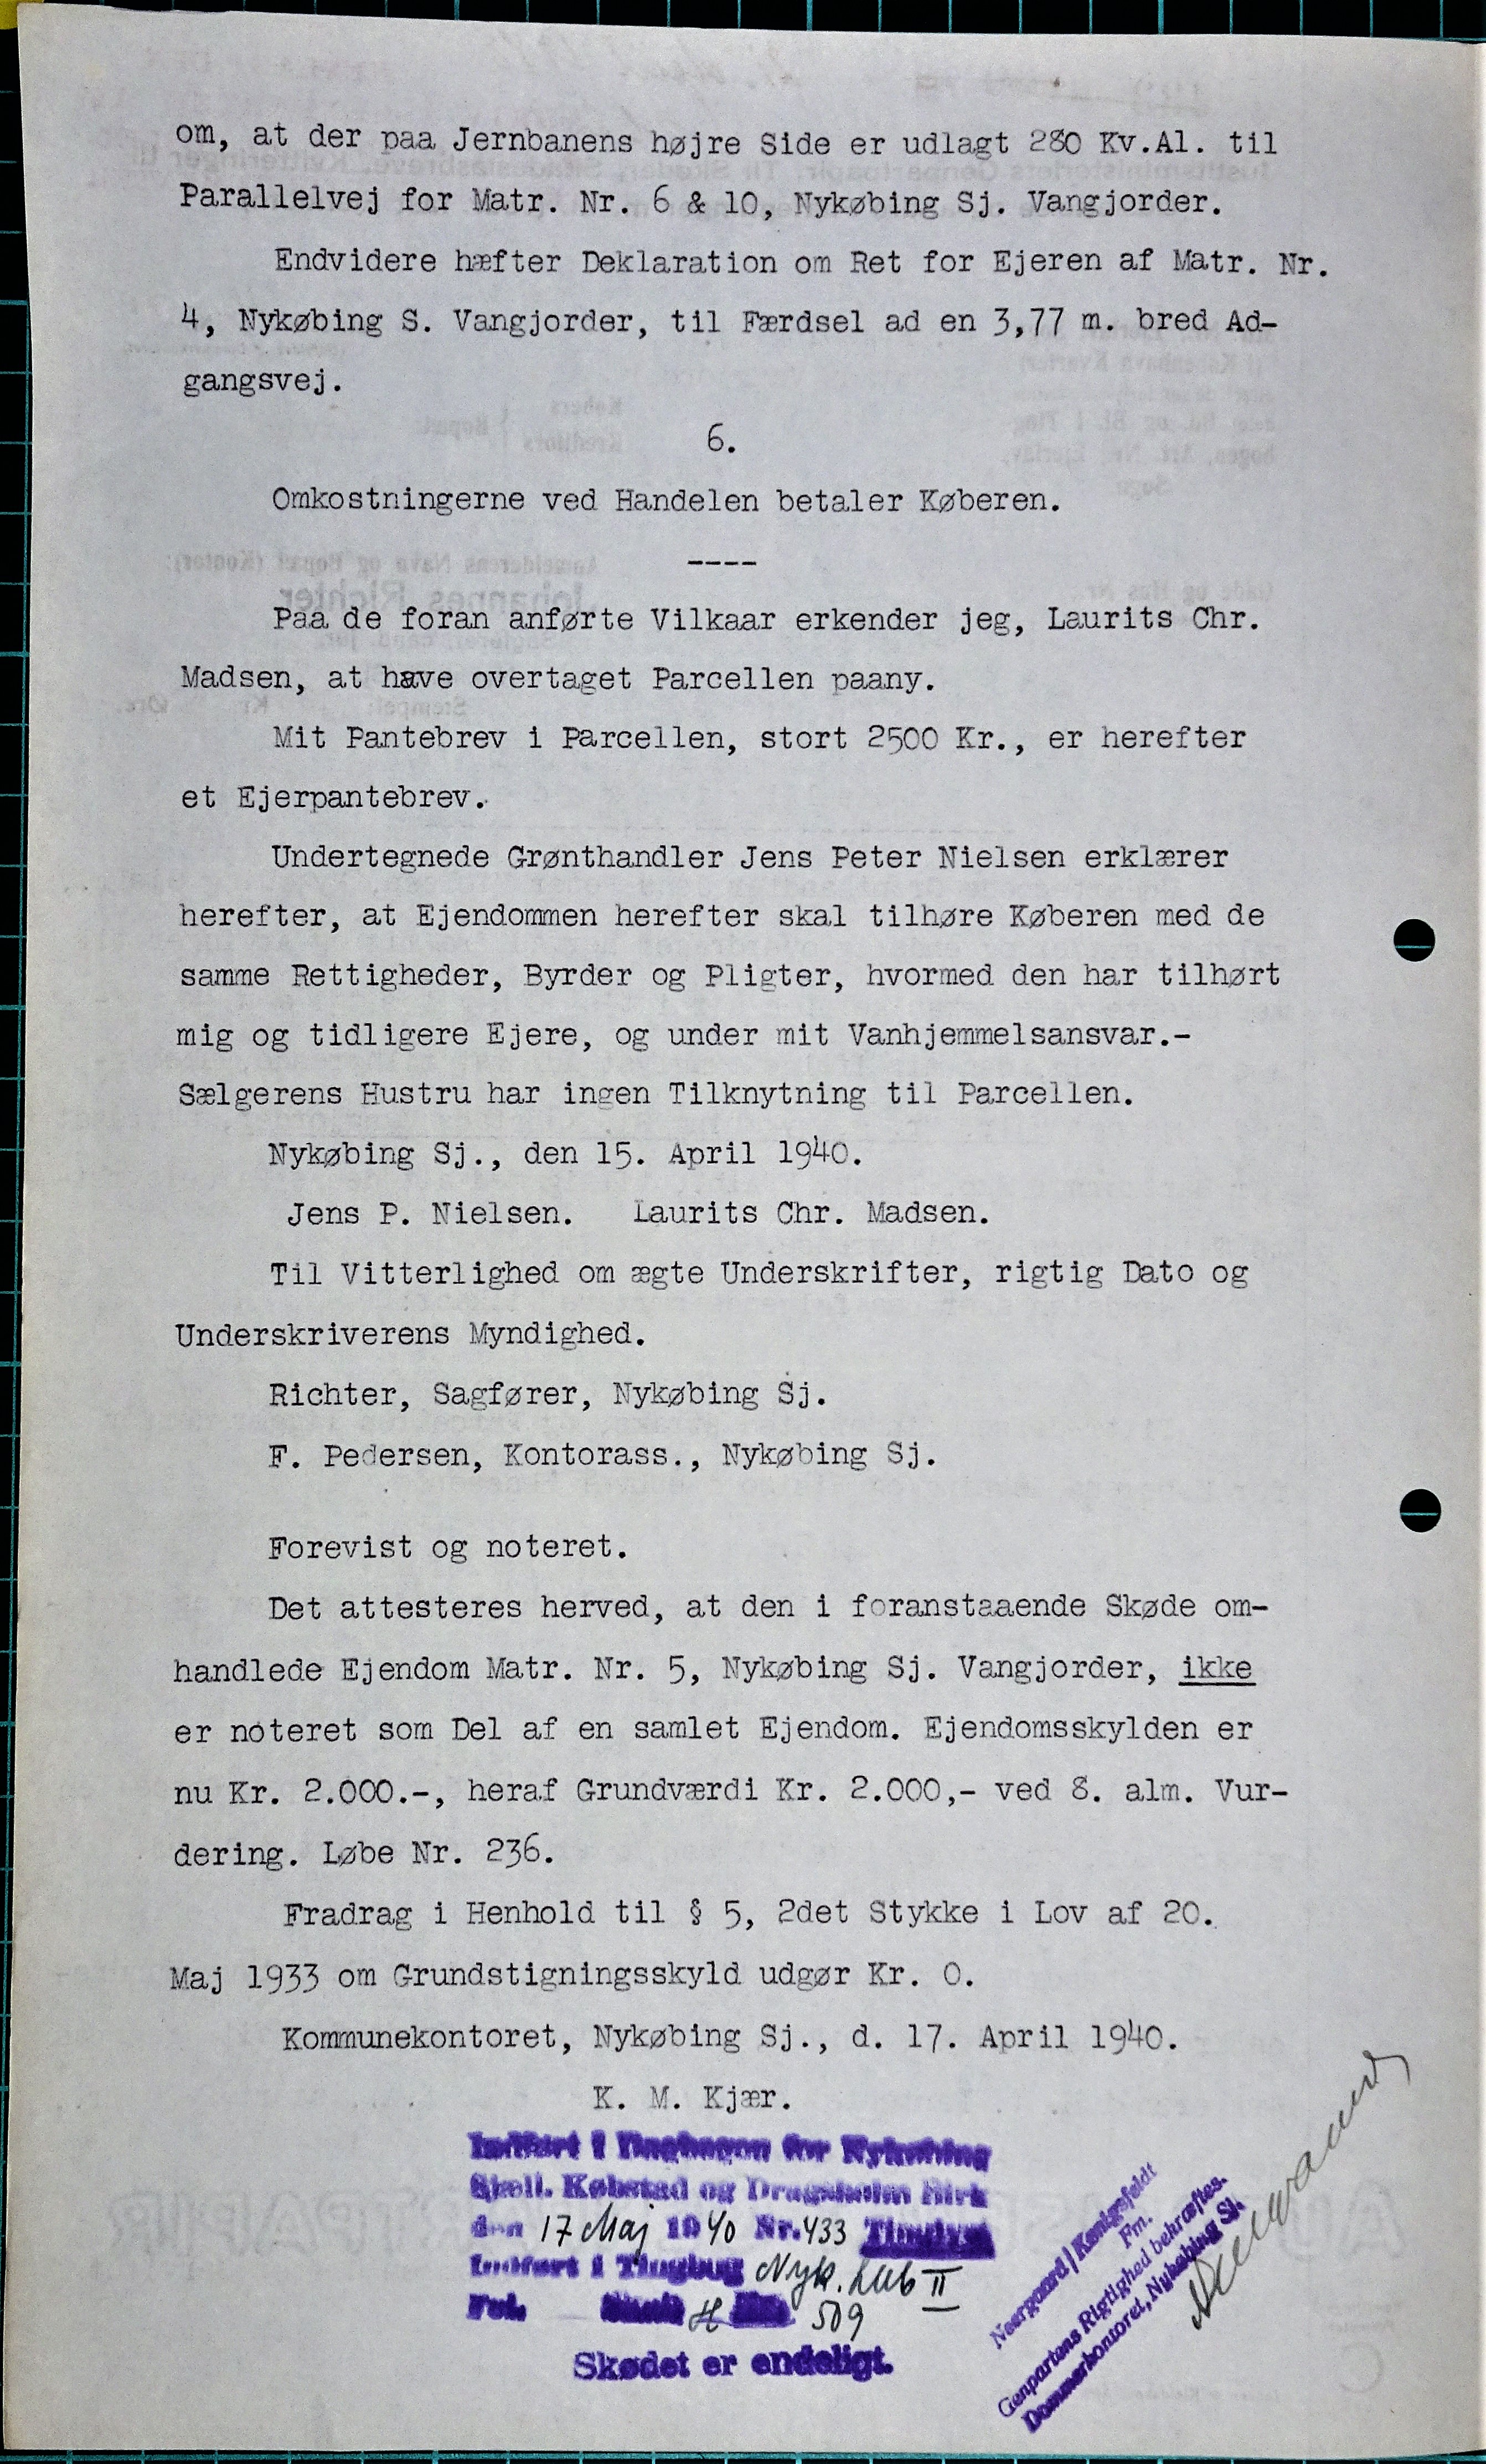 om, at der paa Jernbanens højre Side er udlagt 280 Kv.Al. til
Parallelvej for Matr. Nr. 6 & 10, Nykøbing Sj. Vangjorder.
Endvidere hæfter Deklaration om Ret for Ejeren af Matr. Nr.
4, Nykøbing S. Vangjorder, til Færdsel ad en 3,77 m. bred Ad-
gangsvej.
6.
Omkostningerne ved Handelen betaler Køberen.
----
Paa de foran anførte Vilkaar erkender jeg, Laurits Chr.
Madsen, at have overtaget Parcellen paany.
Mit Pantebrev i Parcellen, stort 2500 Kr., er herefter
et Ejerpantebrev.
Undertegnede Grønthandler Jens Peter Nielsen erklærer
herefter, at Ejendommen herefter skal tilhøre Køberen med de
samme Rettigheder, Byrder og Pligter, hvormed den har tilhørt
mig og tidligere Ejere, og under mit Vanhjemmelsansvar.-
Sælgerens Hustru har ingen Tilknytning til Parcellen.
Nykøbing Sj., den 15. April 1940.
Jens P. Nielsen. Laurits Chr. Madsen.
Til Vitterlighed om ægte Underskrifter, rigtig Dato og
Underskriverens Myndighed.
Richter, Sagfører, Nykøbing Sj.
F. Pedersen, Kontorass., Nykøbing Sj.
Forevist og noteret.
Det attesteres herved, at den i foranstaaende Skøde om-
handlede Ejendom Matr. Nr. 5, Nykøbing Sj. Vangjorder, ikke
er noteret som Del af en samlet Ejendom. Ejendomsskylden er
nu Kr. 2.000.-, heraf Grundværdi Kr. 2.000,- ved 8. alm. Vur-
dering. Løbe Nr. 236.
Fradrag i Henhold til § 5, 2det Stykke i Lov af 20.
Maj 1933 om Grundstigningsskyld udgør Kr. 0.
Kommunekontoret, Nykøbing Sj., d. 17. April 1940.
K. M. Kjær.
Indført i Tingbogen for Nykøbing
Sjæll. Købstad og Dragsholm Birk
den 17 Maj 1940 Nr. 433 Tinglyst
Indført i Tingbog Nyk. Kub II
Fol. H 509
Skødet er endeligt.
Neergaard / Kønigsfeldt
Fm.
Genpartens Rigtighed bekræftes.
Dommerkontoret, Nykøbing Sj.